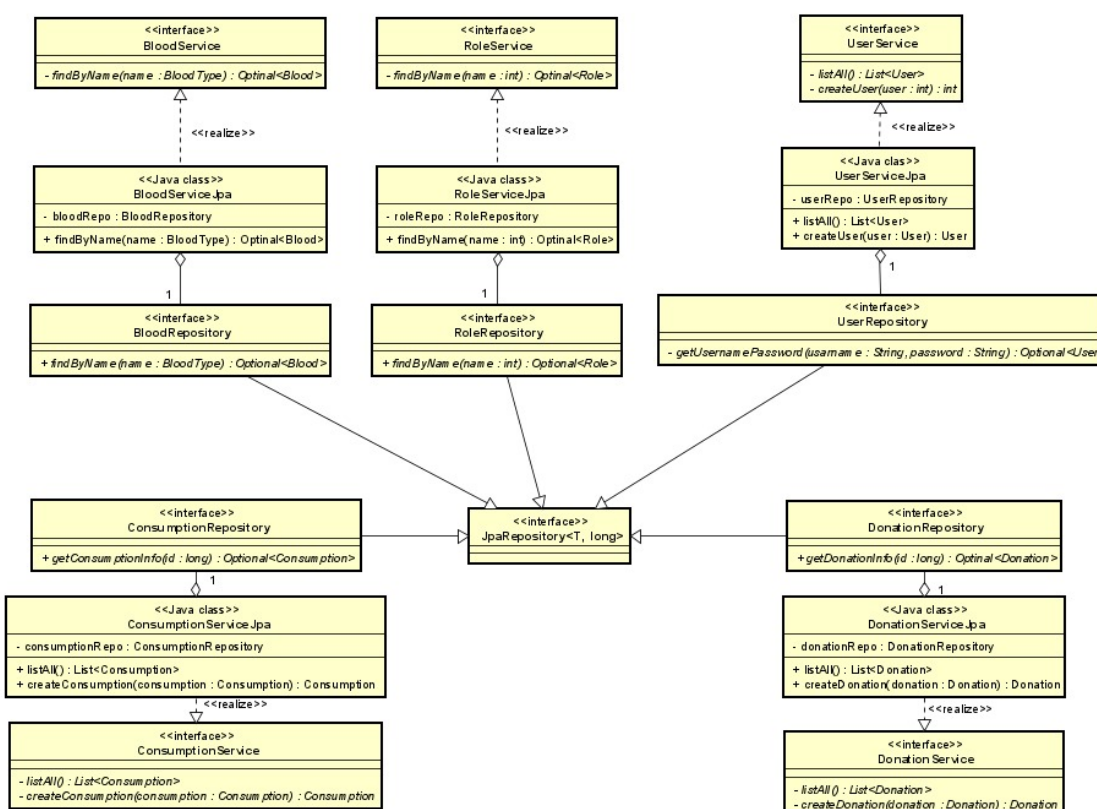 <<interface>>
BloodService
- findByName(name : BloodType) : Optinal<Blood>
<<realize>>
<<Java class>>
BloodServiceJpa
- bloodRepo : BloodRepository
+ findByName(name : BloodType) : Optinal<Blood>
1
<<interface>>
BloodRepository
+ findByName(name : BloodType) : Optional<Blood>
<<interface>>
RoleService
- findByName(name : int) : Optinal<Role>
<<realize>>
<<Java class>>
RoleServiceJpa
- roleRepo : RoleRepository
+ findByName(name : int) : Optinal<Role>
1
<<interface>>
RoleRepository
+ findByName(name : int) : Optional<Role>
<<interface>>
UserService
- listAll() : List<User>
- createUser(user : int) : int
<<realize>>
<<Java clas>>
UserServiceJpa
- userRepo : UserRepository
+ listAll() : List<User>
+ createUser(user : User) : User
1
<<interface>>
UserRepository
- getUsernamePassword(usarname : String, password : String) : Optional<User
<<interface>>
ConsumptionRepository
+ getConsumptionInfo(id : long) : Optional<Consumption>
1
<<Java class>>
ConsumptionServiceJpa
- consumptionRepo : ConsumptionRepository
+ listAll() : List<Consumption>
+ createConsumption(consumption : Consumption) : Consumption
<<realize>>
<<interface>>
ConsumptionService
- listAll() : List<Consumption>
- createConsumption(consumption : Consumption) : Consumption
<<interface>>
JpaRepository<T, long>
<<interface>>
DonationRepository
+ getDonationInfo(id : long) : Optinal<Donation>
1
<<Java class>>
DonationServiceJpa
- donationRepo : DonationRepository
+ listAll() : List<Donation>
+ createDonation(donation : Donation) : Donation
<<realize>>
<<interface>>
DonationService
- listAll() : List<Donation>
- createDonation(donation : Donation) : Donation